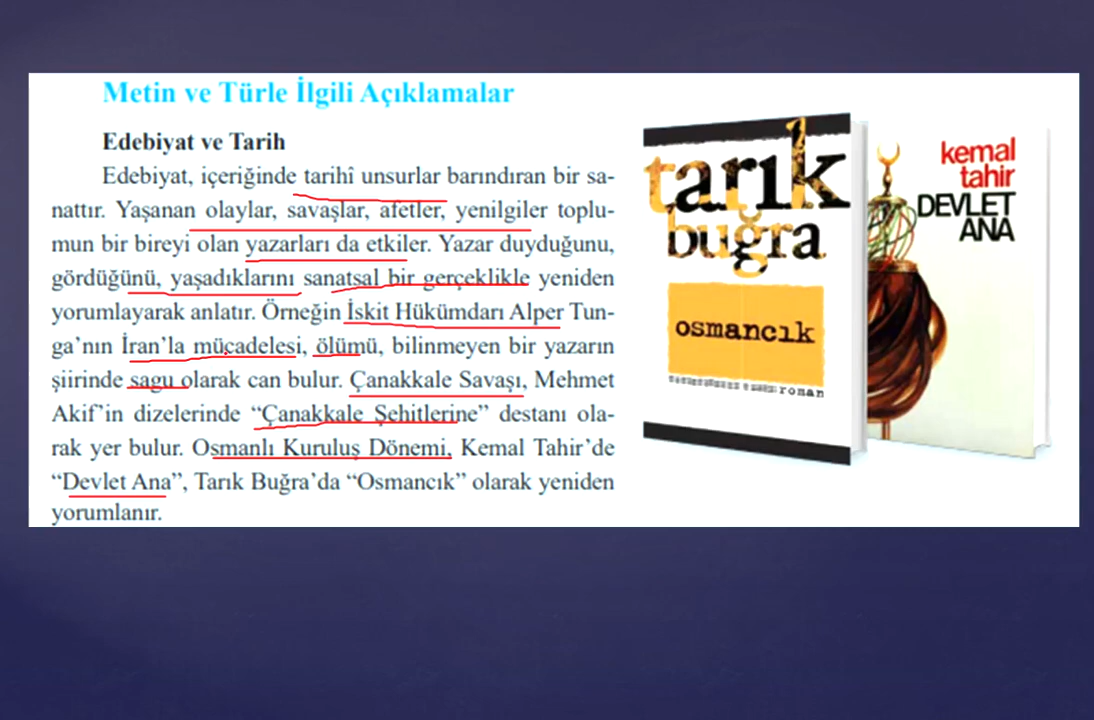 Metin ve Türle İlgili Açıklamalar
Edebiyat ve Tarih
Edebiyat, içeriğinde tarihî unsurlar barındıran bir sa-
nattır. Yaşanan olaylar, savaşlar, afetler, yenilgiler toplu-
mun bir bireyi olan yazarları da etkiler. Yazar duyduğunu,
gördüğünü, yaşadıklarını sanatsal bir gerçeklikle yeniden
yorumlayarak anlatır. Örneğin İskit Hükümdarı Alper Tun-
ga’nın İran’la mücadelesi, ölümü, bilinmeyen bir yazarın
şiirinde sagu olarak can bulur. Çanakkale Savaşı, Mehmet
Akif’in dizelerinde “Çanakkale Şehitlerine” destanı ola-
rak yer bulur. Osmanlı Kuruluş Dönemi, Kemal Tahir’de
“Devlet Ana”, Tarık Buğra’da “Osmancık” olarak yeniden
yorumlanır.
tarık
buğra
osmancık
roman
kemal
tahir
DEVLET
ANA